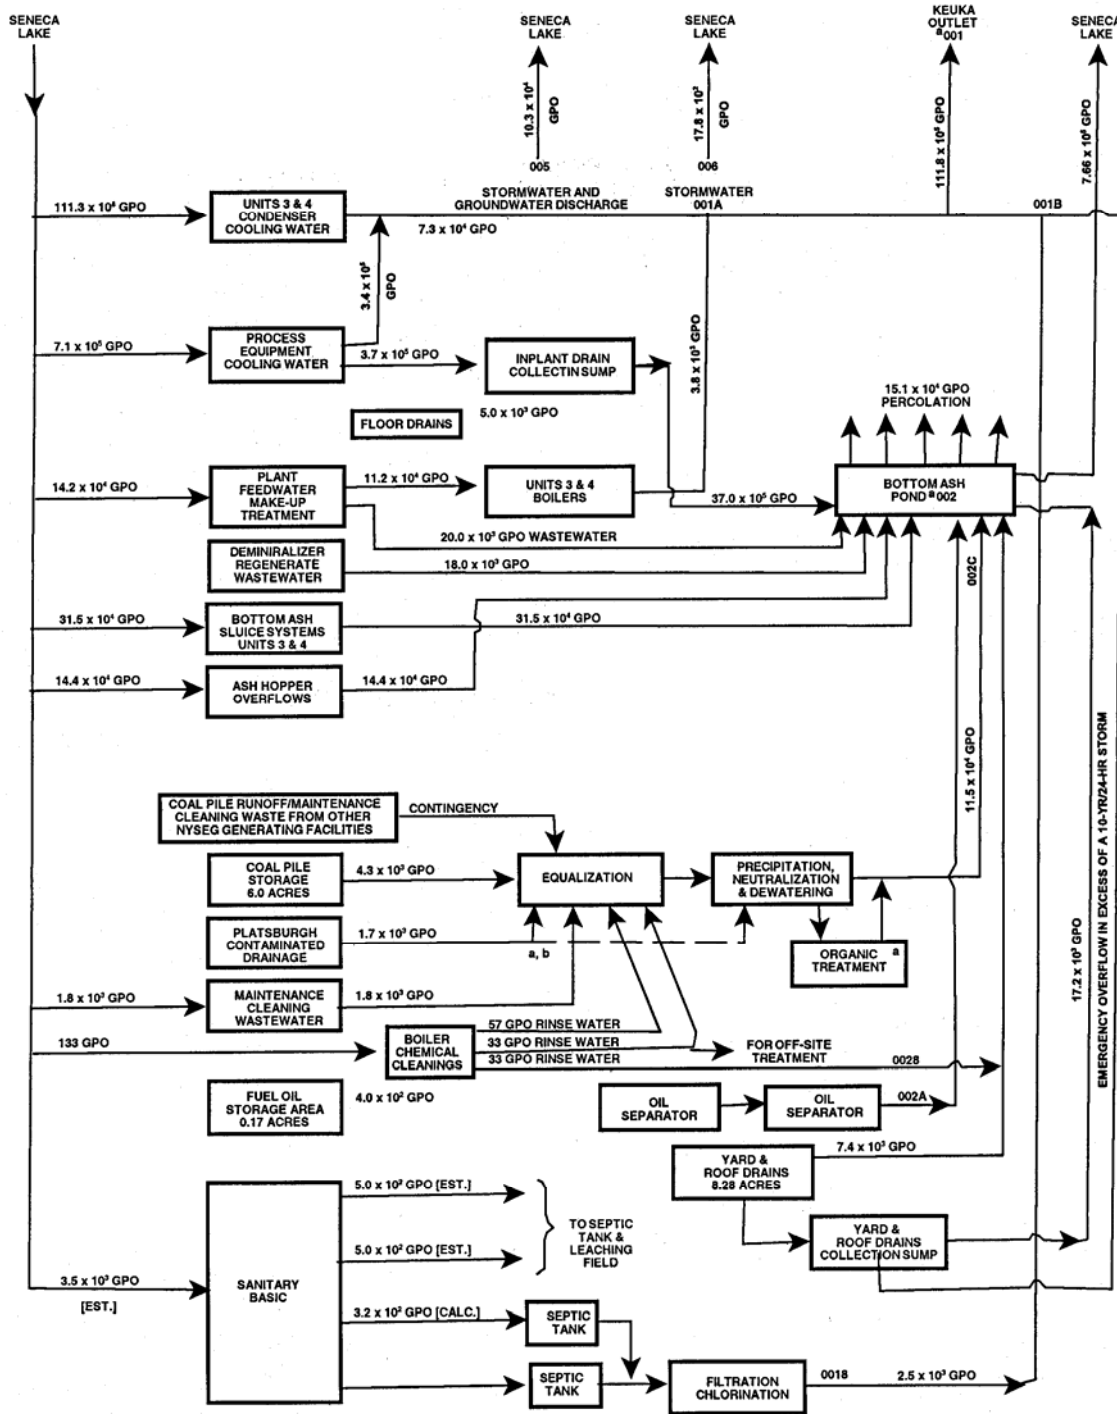 SENECA
LAKE
SENECA
LAKE
SENECA
LAKE
KEUKA
OUTLET
a001
SENECA
LAKE
10.3 x 10⁴
GPO
17.8 x 10²
GPO
111.8 x 10⁶ GPO
7.66 x 10⁵ GPO
005
006
111.3 x 10⁶ GPO
UNITS 3 & 4
CONDENSER
COOLING WATER
STORMWATER AND
GROUNDWATER DISCHARGE
7.3 x 10⁴ GPO
STORMWATER
001A
001B
3.4 x 10⁵
GPO
7.1 x 10⁵ GPO
PROCESS
EQUIPMENT
COOLING WATER
3.7 x 10⁵ GPO
INPLANT DRAIN
COLLECTIN SUMP
3.8 x 10³ GPO
15.1 x 10⁴ GPO
PERCOLATION
FLOOR DRAINS
5.0 x 10³ GPO
14.2 x 10⁴ GPO
PLANT
FEEDWATER
MAKE-UP
TREATMENT
11.2 x 10⁴ GPO
UNITS 3 & 4
BOILERS
37.0 x 10⁵ GPO
BOTTOM ASH
POND a 002
20.0 x 10³ GPO WASTEWATER
DEMINIRALIZER
REGENERATE
WASTEWATER
18.0 x 10³ GPO
002C
31.5 x 10⁴ GPO
BOTTOM ASH
SLUICE SYSTEMS
UNITS 3 & 4
31.5 x 10⁴ GPO
14.4 x 10⁴ GPO
ASH HOPPER
OVERFLOWS
14.4 x 10⁴ GPO
11.5 x 10⁴ GPO
EMERGENCY OVERFLOW IN EXCESS OF A 10-YR/24-HR STORM
COAL PILE RUNOFF/MAINTENANCE
CLEANING WASTE FROM OTHER
NYSEG GENERATING FACILITIES
CONTINGENCY
COAL PILE
STORAGE
6.0 ACRES
4.3 x 10³ GPO
EQUALIZATION
PRECIPITATION,
NEUTRALIZATION
& DEWATERING
PLATSBURGH
CONTAMINATED
DRAINAGE
1.7 x 10³ GPO
a, b
ORGANIC a
TREATMENT
17.2 x 10³ GPO
1.8 x 10³ GPO
MAINTENANCE
CLEANING
WASTEWATER
1.8 x 10³ GPO
133 GPO
BOILER
CHEMICAL
CLEANINGS
57 GPO RINSE WATER
33 GPO RINSE WATER
33 GPO RINSE WATER
FOR OFF-SITE
TREATMENT
0028
FUEL OIL
STORAGE AREA
0.17 ACRES
4.0 x 10² GPO
OIL
SEPARATOR
OIL
SEPARATOR
002A
YARD &
ROOF DRAINS
8.28 ACRES
7.4 x 10³ GPO
5.0 x 10² GPO [EST.]
TO SEPTIC
TANK &
LEACHING
FIELD
YARD &
ROOF DRAINS
COLLECTION SUMP
5.0 x 10² GPO [EST.]
3.5 x 10³ GPO
[EST.]
SANITARY
BASIC
3.2 x 10² GPO [CALC.]
SEPTIC
TANK
SEPTIC
TANK
FILTRATION
CHLORINATION
0018
2.5 x 10³ GPO